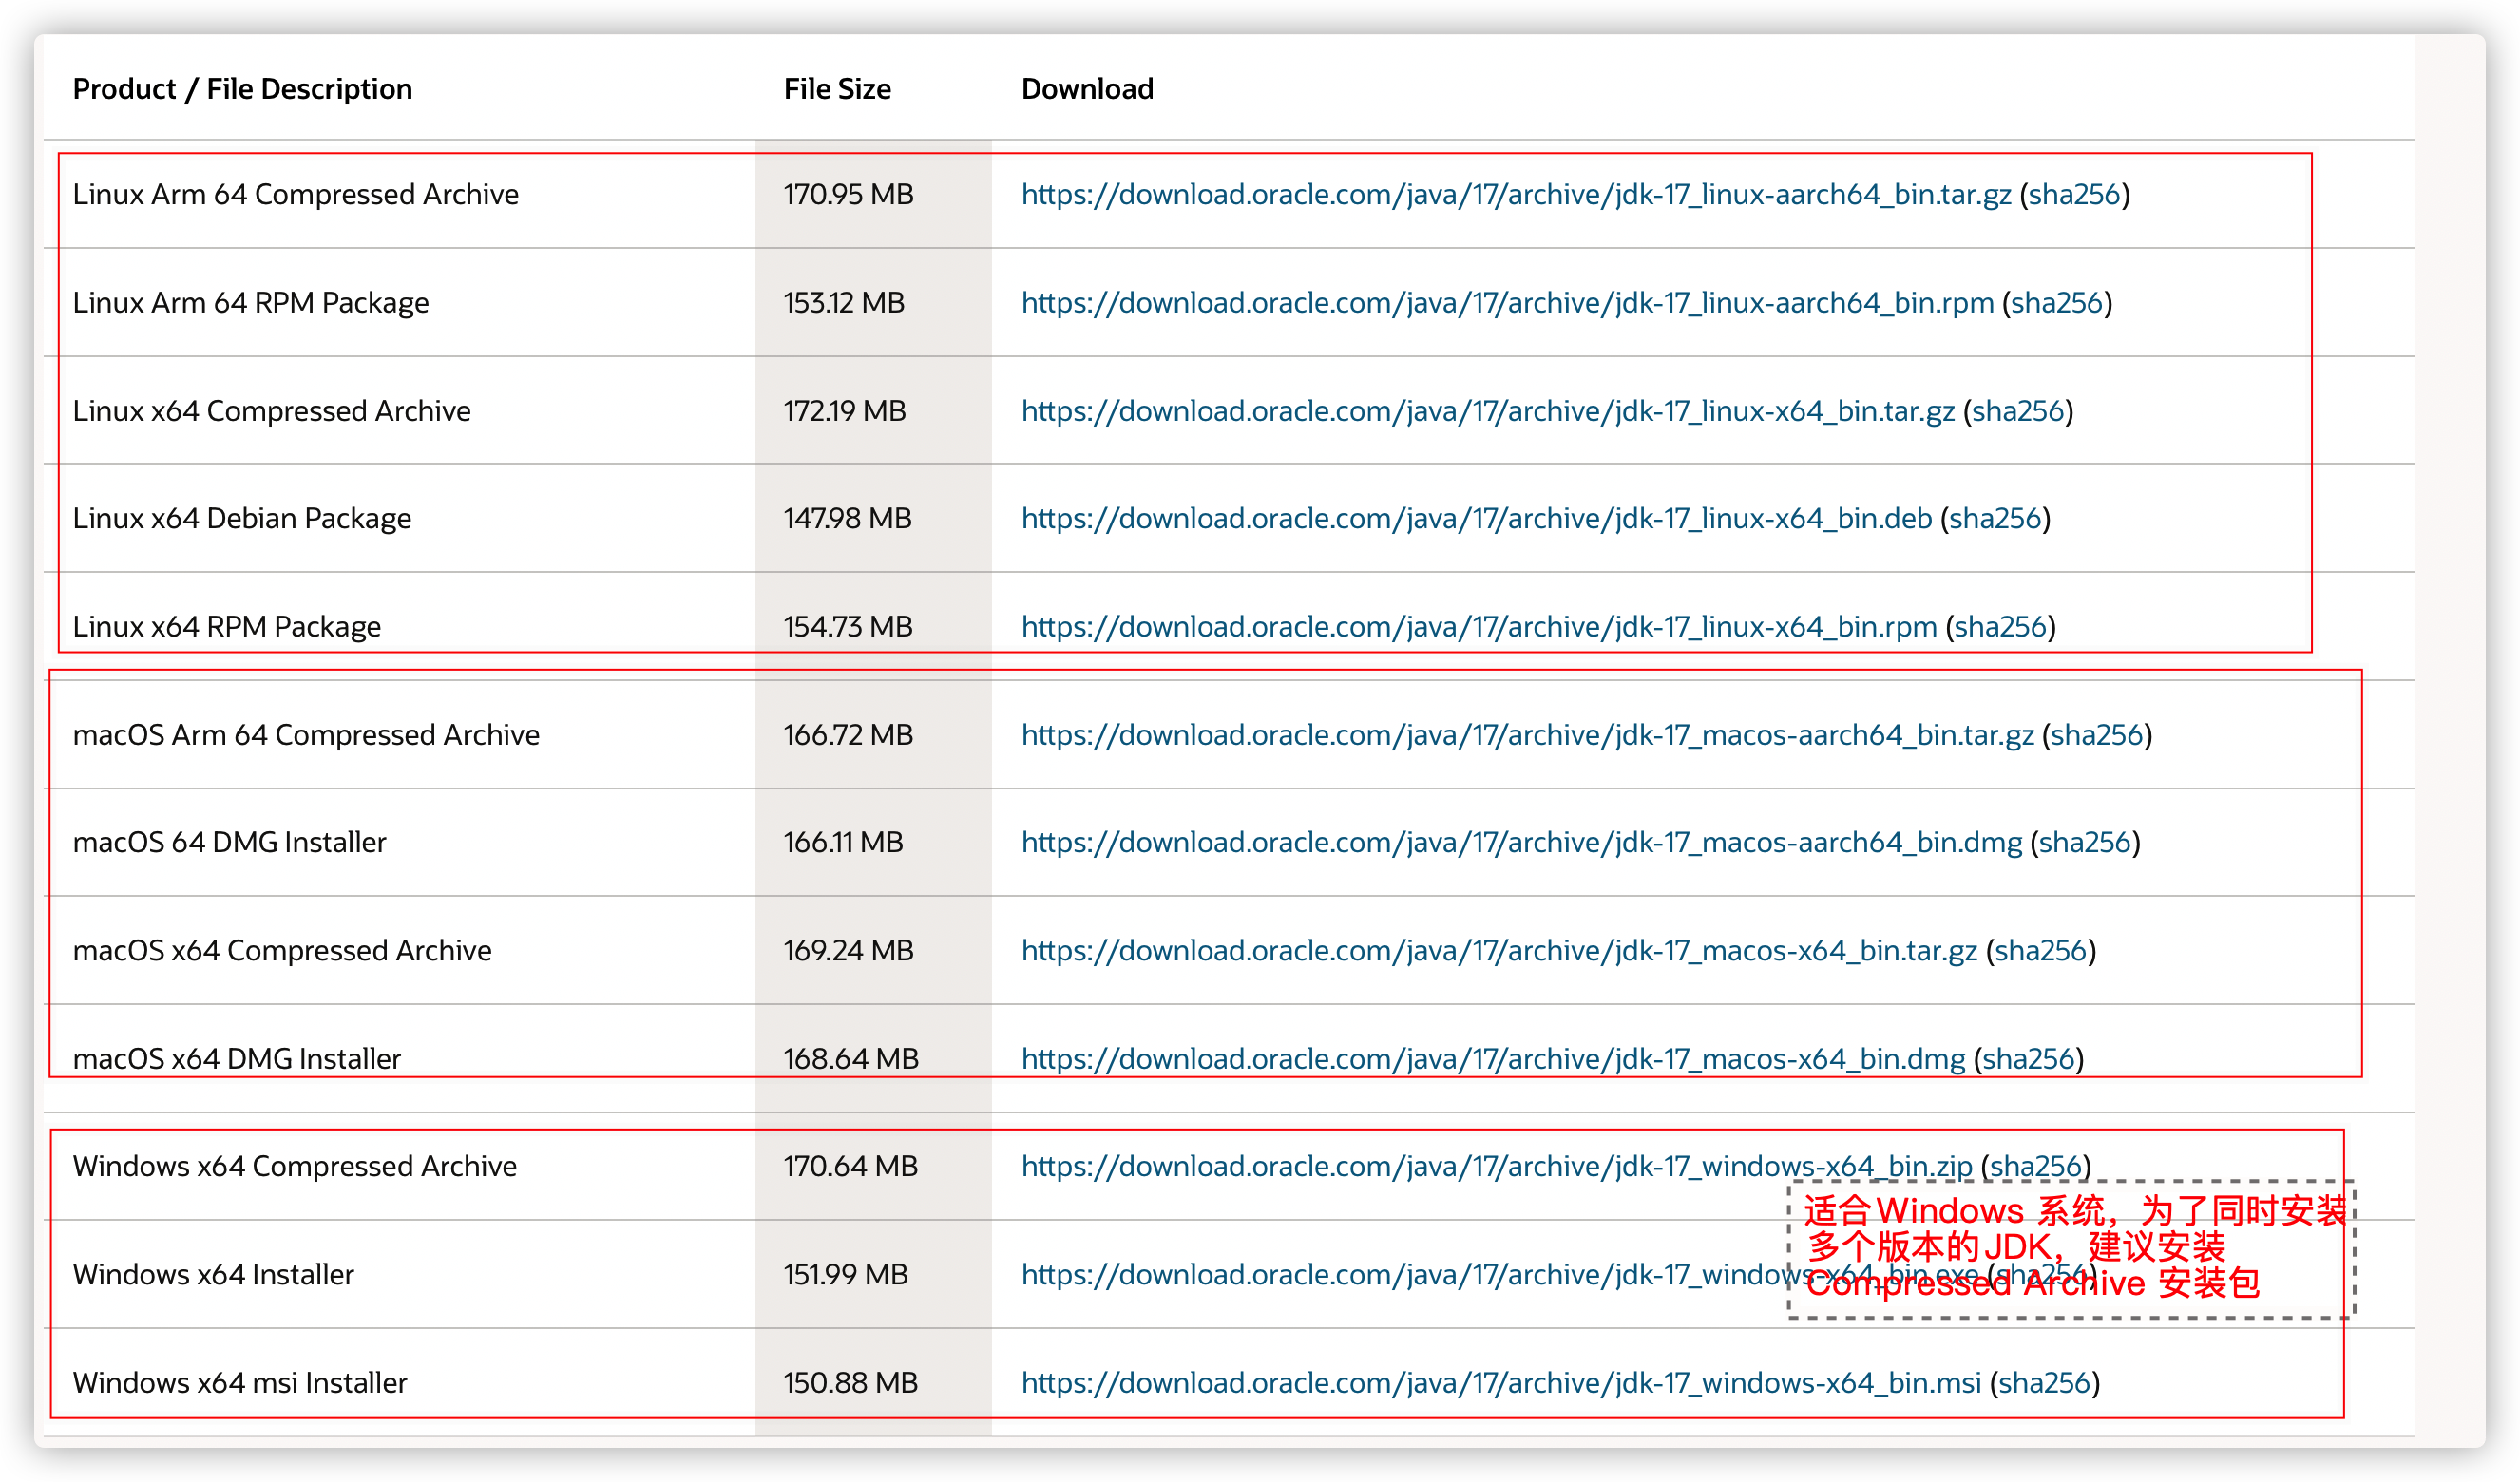 Product / File Description File Size Download
Linux Arm 64 Compressed Archive 170.95 MB https://download.oracle.com/java/17/archive/jdk-17_linux-aarch64_bin.tar.gz (sha256)
Linux Arm 64 RPM Package 153.12 MB https://download.oracle.com/java/17/archive/jdk-17_linux-aarch64_bin.rpm (sha256)
Linux x64 Compressed Archive 172.19 MB https://download.oracle.com/java/17/archive/jdk-17_linux-x64_bin.tar.gz (sha256)
Linux x64 Debian Package 147.98 MB https://download.oracle.com/java/17/archive/jdk-17_linux-x64_bin.deb (sha256)
Linux x64 RPM Package 154.73 MB https://download.oracle.com/java/17/archive/jdk-17_linux-x64_bin.rpm (sha256)
macOS Arm 64 Compressed Archive 166.72 MB https://download.oracle.com/java/17/archive/jdk-17_macos-aarch64_bin.tar.gz (sha256)
macOS 64 DMG Installer 166.11 MB https://download.oracle.com/java/17/archive/jdk-17_macos-aarch64_bin.dmg (sha256)
macOS x64 Compressed Archive 169.24 MB https://download.oracle.com/java/17/archive/jdk-17_macos-x64_bin.tar.gz (sha256)
macOS x64 DMG Installer 168.64 MB https://download.oracle.com/java/17/archive/jdk-17_macos-x64_bin.dmg (sha256)
Windows x64 Compressed Archive 170.64 MB https://download.oracle.com/java/17/archive/jdk-17_windows-x64_bin.zip (sha256)
适合Windows 系统，为了同时安装
多个版本的JDK，建议安装
Compressed Archive 安装包
Windows x64 Installer 151.99 MB https://download.oracle.com/java/17/archive/jdk-17_windows-x64_bin.exe (sha256)
Windows x64 msi Installer 150.88 MB https://download.oracle.com/java/17/archive/jdk-17_windows-x64_bin.msi (sha256)